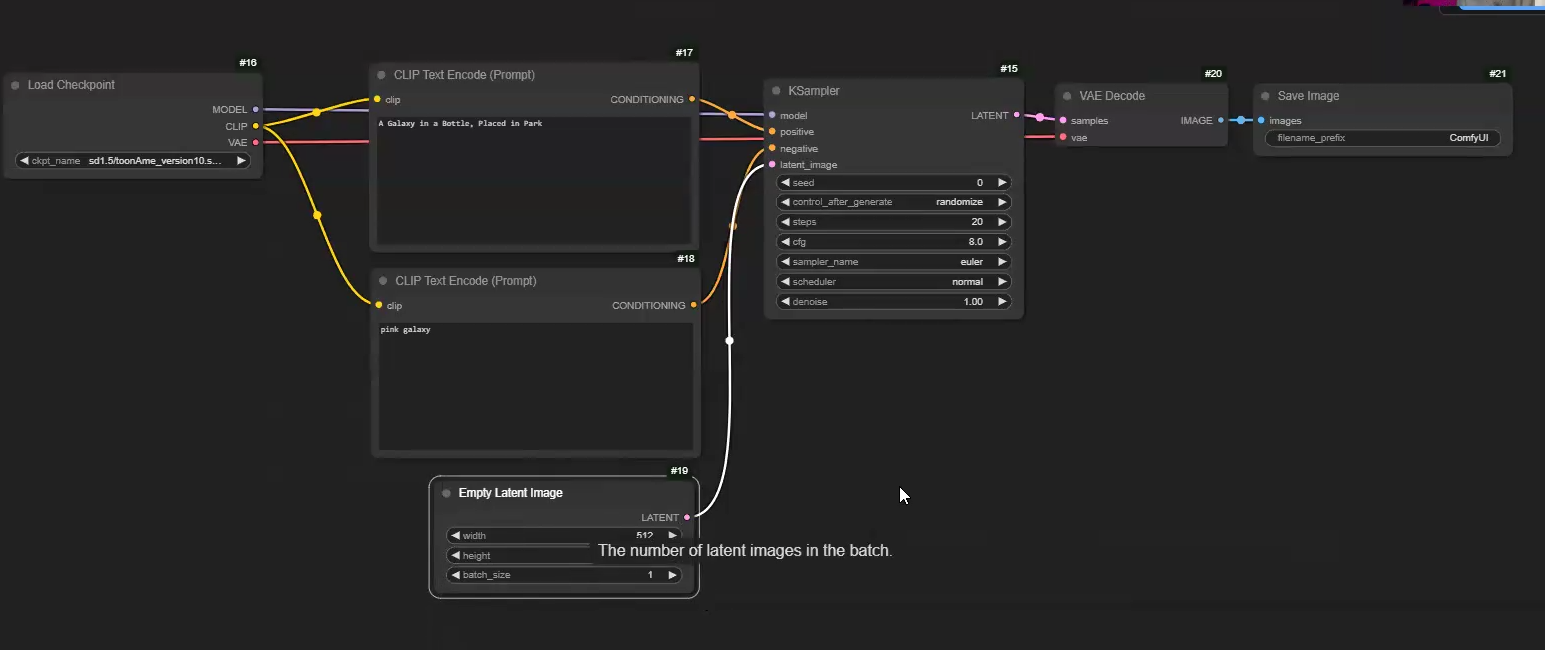 #16
Load Checkpoint
MODEL
CLIP
VAE
ckpt_name sd1.5/toonAme_version10.s...
#17
CLIP Text Encode (Prompt)
clip CONDITIONING
A Galaxy in a Bottle, Placed in Park
#18
CLIP Text Encode (Prompt)
clip CONDITIONING
pink galaxy
#19
Empty Latent Image
LATENT
width 512
height
batch_size 1
The number of latent images in the batch.
#15
KSampler
model LATENT
positive
negative
latent_image
seed 0
control_after_generate randomize
steps 20
cfg 8.0
sampler_name euler
scheduler normal
denoise 1.00
#20
VAE Decode
samples IMAGE
vae
#21
Save Image
images
filename_prefix ComfyUI